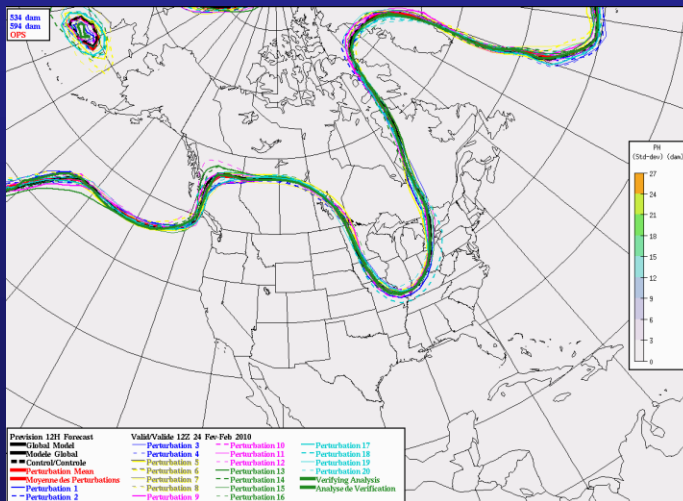 534 dam
594 dam
OPS
PH
(Std-dev) (dam)
27
24
21
18
15
12
9
6
3
0
Prevision 12H Forecast
Valid/Valide 12Z 24 Fev-Feb 2010
Global Model
Modele Global
Control/Controle
Perturbation Mean
Moyenne des Perturbations
Perturbation 1
Perturbation 2
Perturbation 3
Perturbation 4
Perturbation 5
Perturbation 6
Perturbation 7
Perturbation 8
Perturbation 9
Perturbation 10
Perturbation 11
Perturbation 12
Perturbation 13
Perturbation 14
Perturbation 15
Perturbation 16
Perturbation 17
Perturbation 18
Perturbation 19
Perturbation 20
Verifying Analysis
Analyse de Verification